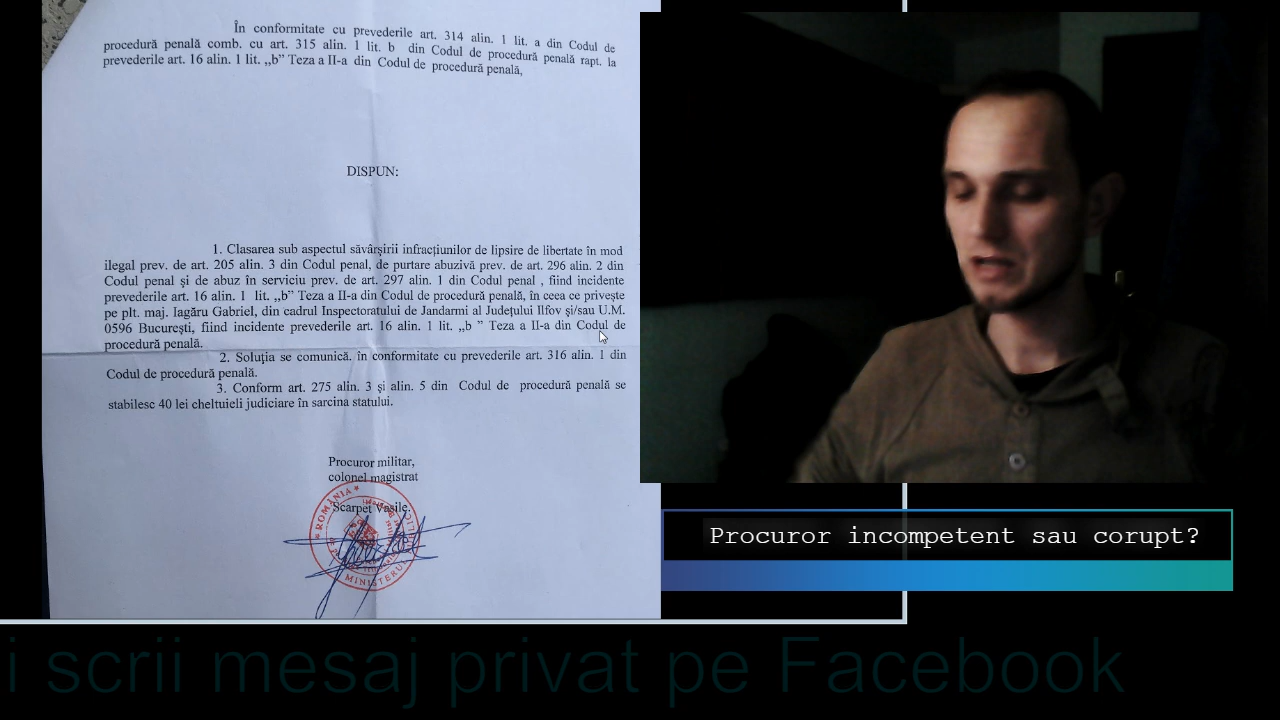 În conformitate cu prevederile art. 314 alin. 1 lit. a din Codul de
procedură penală comb. cu art. 315 alin. 1 lit. b din Codul de procedură penală rapt. la
prevederile art. 16 alin. 1 lit. ,,b” Teza a II-a din Codul de procedură penală,
DISPUN:
1. Clasarea sub aspectul săvârşirii infracţiunilor de lipsire de libertate în mod
ilegal prev. de art. 205 alin. 3 din Codul penal, de purtare abuzivă prev. de art. 296 alin. 2 din
Codul penal şi de abuz în serviciu prev. de art. 297 alin. 1 din Codul penal , fiind incidente
prevederile art. 16 alin. 1 lit. ,,b” Teza a II-a din Codul de procedură penală, în ceea ce priveşte
pe plt. maj. Iagăru Gabriel, din cadrul Inspectoratului de Jandarmi al Judeţului Ilfov şi/sau U.M.
0596 Bucureşti, fiind incidente prevederile art. 16 alin. 1 lit. ,,b ” Teza a II-a din Codul de
procedură penală.
2. Soluţia se comunică. în conformitate cu prevederile art. 316 alin. 1 din
Codul de procedură penală.
3. Conform art. 275 alin. 3 şi alin. 5 din Codul de procedură penală se
stabilesc 40 lei cheltuieli judiciare în sarcina statului.
Procuror militar,
colonel magistrat
Scarpet Vasile.
ROMÂNIA
Procuror incompetent sau corupt?
i scrii mesaj privat pe Facebook